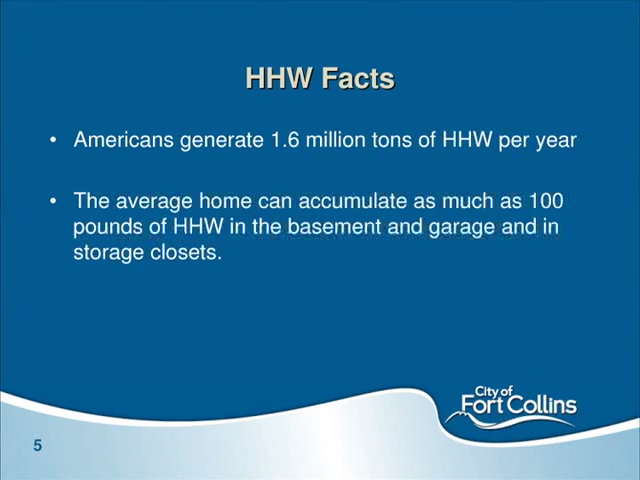 HHW Facts
• Americans generate 1.6 million tons of HHW per year
• The average home can accumulate as much as 100
pounds of HHW in the basement and garage and in
storage closets.
City of
Fort Collins
5